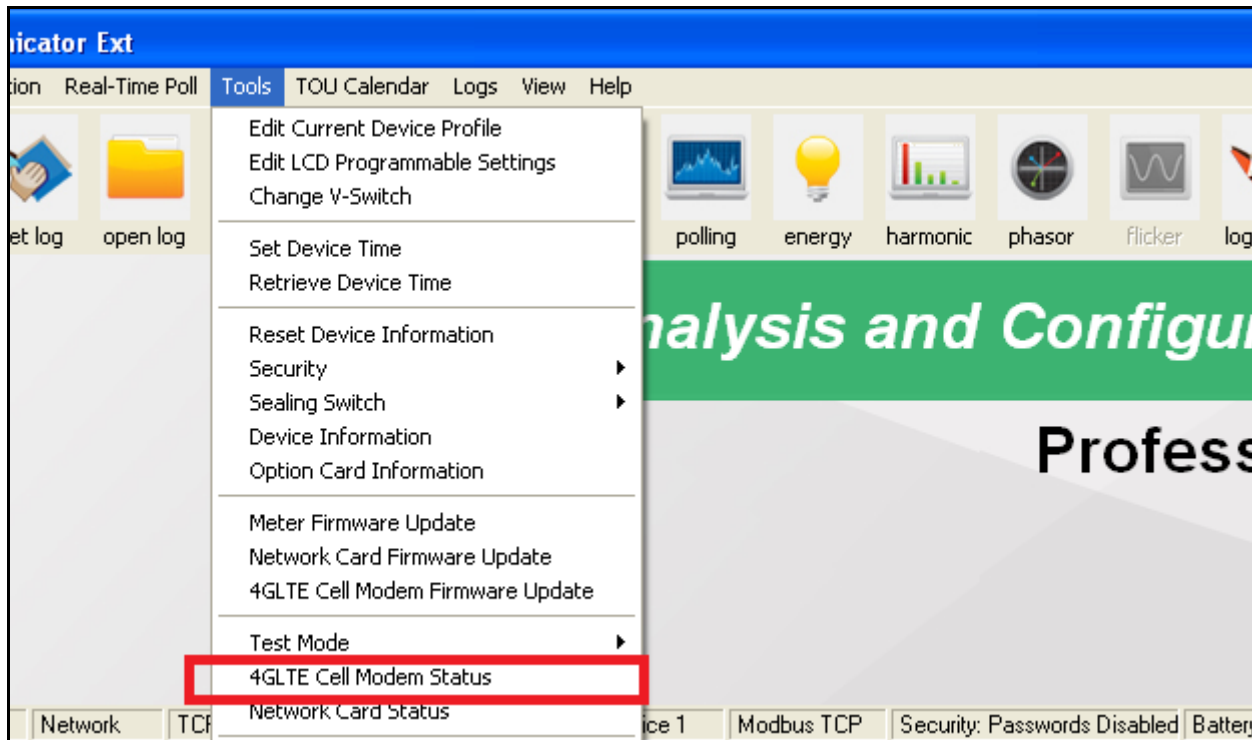 nicator Ext
tion Real-Time Poll Tools TOU Calendar Logs View Help
Edit Current Device Profile
Edit LCD Programmable Settings
Change V-Switch
et log open log polling energy harmonic phasor flicker log
Set Device Time
Retrieve Device Time
nalysis and Configur
Reset Device Information
Security
Sealing Switch
Device Information
Option Card Information
Profess
Meter Firmware Update
Network Card Firmware Update
4GLTE Cell Modem Firmware Update
Test Mode
4GLTE Cell Modem Status
Network Card Status
Network TCP ice 1 Modbus TCP Security: Passwords Disabled Battery